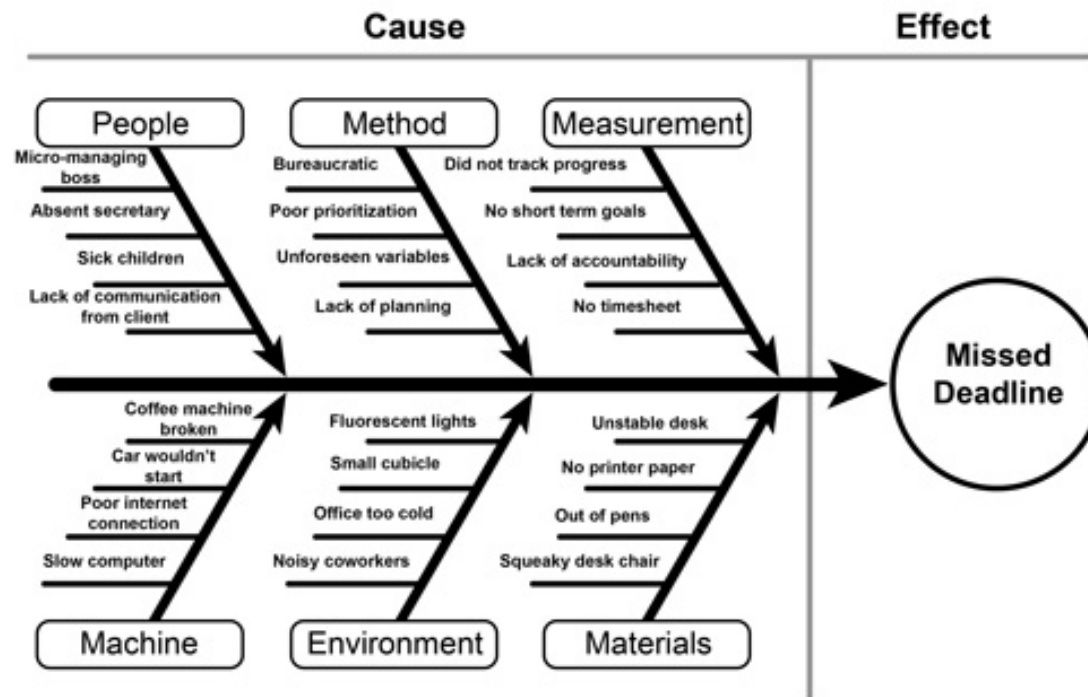 Cause
Effect
People
Method
Measurement
Micro-managing
boss
Absent secretary
Sick children
Lack of communication
from client
Bureaucratic
Poor prioritization
Unforeseen variables
Lack of planning
Did not track progress
No short term goals
Lack of accountability
No timesheet
Missed
Deadline
Coffee machine
broken
Car wouldn't
start
Poor internet
connection
Slow computer
Fluorescent lights
Small cubicle
Office too cold
Noisy coworkers
Unstable desk
No printer paper
Out of pens
Squeaky desk chair
Machine
Environment
Materials